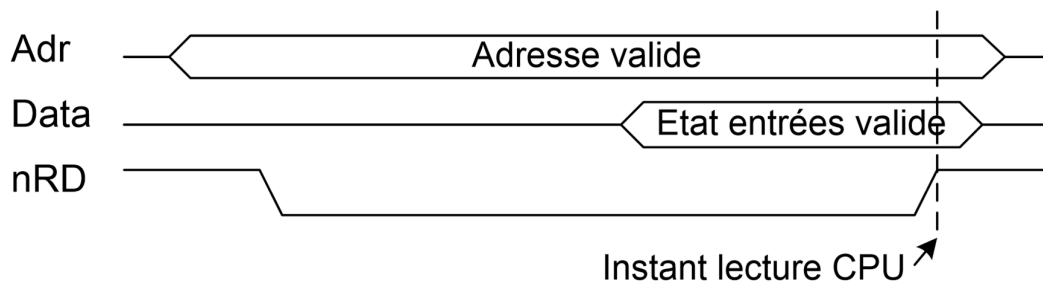 Adr
Adresse valide
Data
Etat entrées valide
nRD
Instant lecture CPU